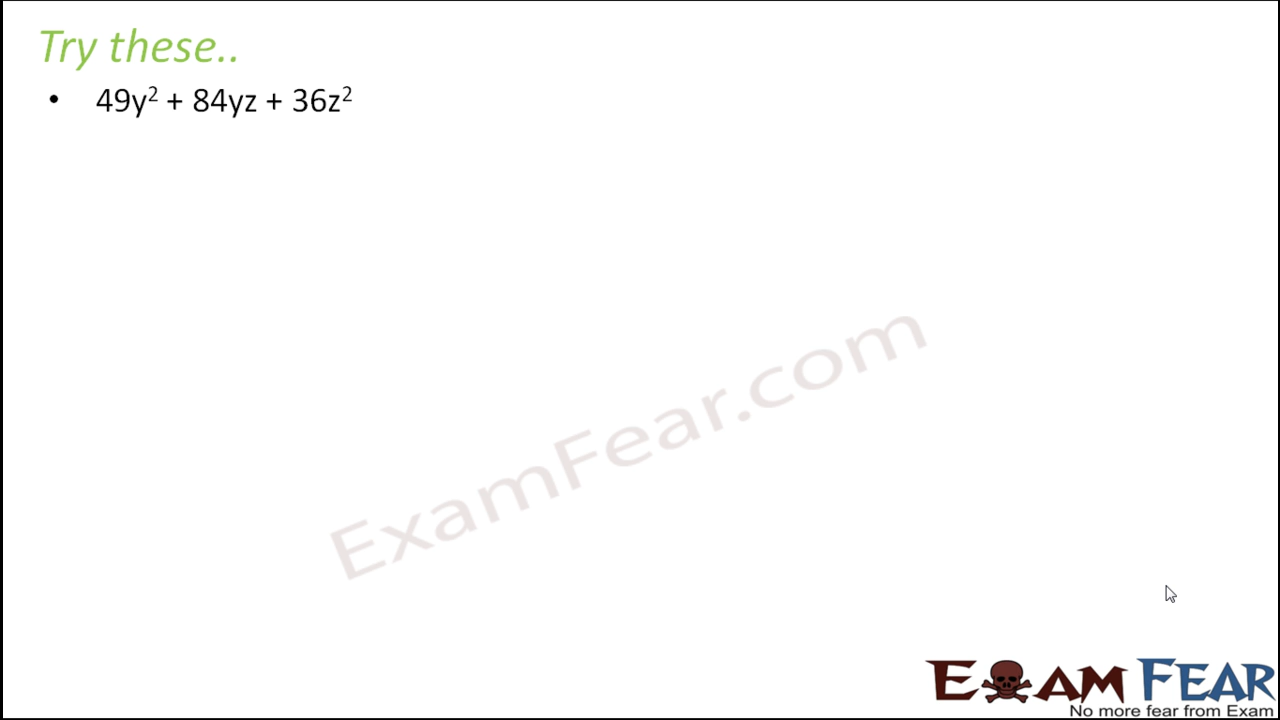 Try these..
• 49y² + 84yz + 36z²
ExamFear.com
EXAM FEAR
No more fear from Exam